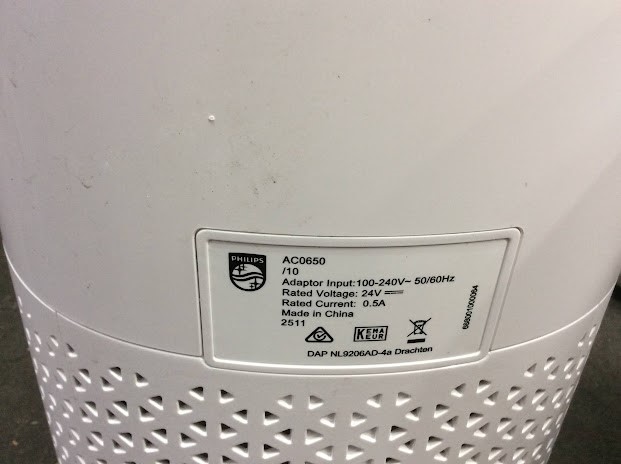 PHILIPS
AC0650
/10
Adaptor Input:100-240V~ 50/60Hz
Rated Voltage: 24V
Rated Current: 0.5A
Made in China
2511
KEMA
KEUR
DAP NL9206AD-4a Drachten